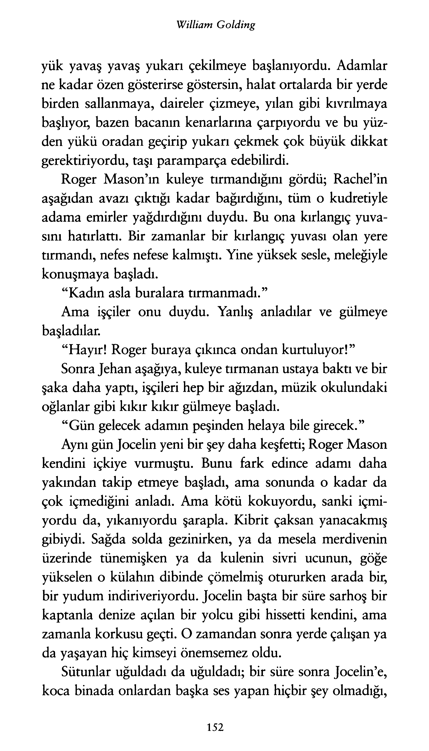 William Golding
yük yavaş yavaş yukarı çekilmeye başlanıyordu. Adamlar
ne kadar özen gösterirse göstersin, halat ortalarda bir yerde
birden sallanmaya, daireler çizmeye, yılan gibi kıvrılmaya
başlıyor, bazen bacanın kenarlarına çarpıyordu ve bu yüz-
den yükü oradan geçirip yukarı çekmek çok büyük dikkat
gerektiriyordu, taşı paramparça edebilirdi.
Roger Mason’ın kuleye tırmandığını gördü; Rachel’in
aşağıdan avazı çıktığı kadar bağırdığını, tüm o kudretiyle
adama emirler yağdırdığını duydu. Bu ona kırlangıç yuva-
sını hatırlattı. Bir zamanlar bir kırlangıç yuvası olan yere
tırmandı, nefes nefese kalmıştı. Yine yüksek sesle, meleğiyle
konuşmaya başladı.
“Kadın asla buralara tırmanmadı.”
Ama işçiler onu duydu. Yanlış anladılar ve gülmeye
başladılar.
“Hayır! Roger buraya çıkınca ondan kurtuluyor!”
Sonra Jehan aşağıya, kuleye tırmanan ustaya baktı ve bir
şaka daha yaptı, işçileri hep bir ağızdan, müzik okulundaki
oğlanlar gibi kıkır kıkır gülmeye başladı.
“Gün gelecek adamın peşinden helaya bile girecek.”
Aynı gün Jocelin yeni bir şey daha keşfetti; Roger Mason
kendini içkiye vurmuştu. Bunu fark edince adamı daha
yakından takip etmeye başladı, ama sonunda o kadar da
çok içmediğini anladı. Ama kötü kokuyordu, sanki içmi-
yordu da, yıkanıyordu şarapla. Kibrit çaksan yanacakmış
gibiydi. Sağda solda gezinirken, ya da mesela merdivenin
üzerinde tünemişken ya da kulenin sivri ucunun, göğe
yükselen o külahın dibinde çömelmiş otururken arada bir,
bir yudum indiriveriyordu. Jocelin başta bir süre sarhoş bir
kaptanla denize açılan bir yolcu gibi hissetti kendini, ama
zamanla korkusu geçti. O zamandan sonra yerde çalışan ya
da yaşayan hiç kimseyi önemsemez oldu.
Sütunlar uğuldadı da uğuldadı; bir süre sonra Jocelin’e,
koca binada onlardan başka ses yapan hiçbir şey olmadığı,
152